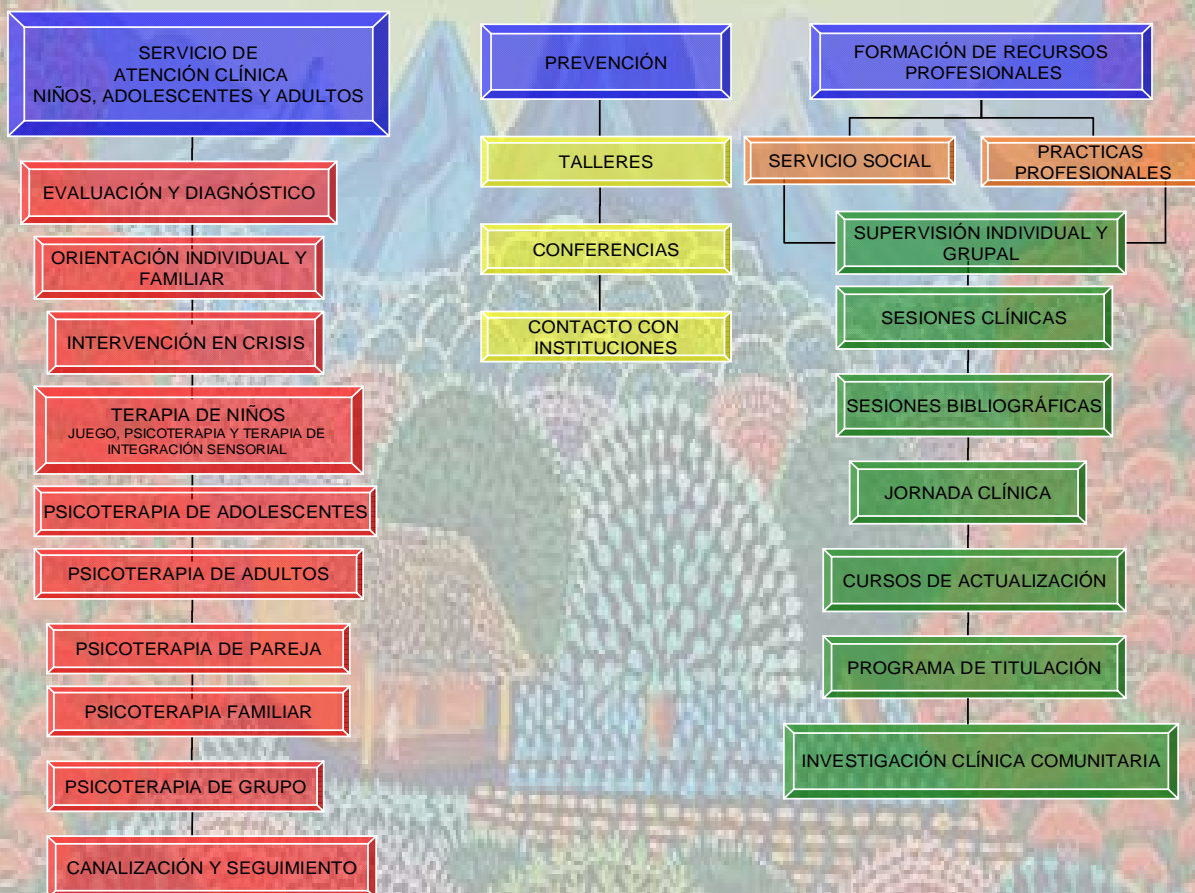 SERVICIO DE
ATENCIÓN CLÍNICA
NIÑOS, ADOLESCENTES Y ADULTOS
EVALUACIÓN Y DIAGNÓSTICO
ORIENTACIÓN INDIVIDUAL Y
FAMILIAR
INTERVENCIÓN EN CRISIS
TERAPIA DE NIÑOS
JUEGO, PSICOTERAPIA Y TERAPIA DE
INTEGRACIÓN SENSORIAL
PSICOTERAPIA DE ADOLESCENTES
PSICOTERAPIA DE ADULTOS
PSICOTERAPIA DE PAREJA
PSICOTERAPIA FAMILIAR
PSICOTERAPIA DE GRUPO
CANALIZACIÓN Y SEGUIMIENTO
PREVENCIÓN
TALLERES
CONFERENCIAS
CONTACTO CON
INSTITUCIONES
FORMACIÓN DE RECURSOS
PROFESIONALES
SERVICIO SOCIAL
PRACTICAS
PROFESIONALES
SUPERVISIÓN INDIVIDUAL Y
GRUPAL
SESIONES CLÍNICAS
SESIONES BIBLIOGRÁFICAS
JORNADA CLÍNICA
CURSOS DE ACTUALIZACIÓN
PROGRAMA DE TITULACIÓN
INVESTIGACIÓN CLÍNICA COMUNITARIA